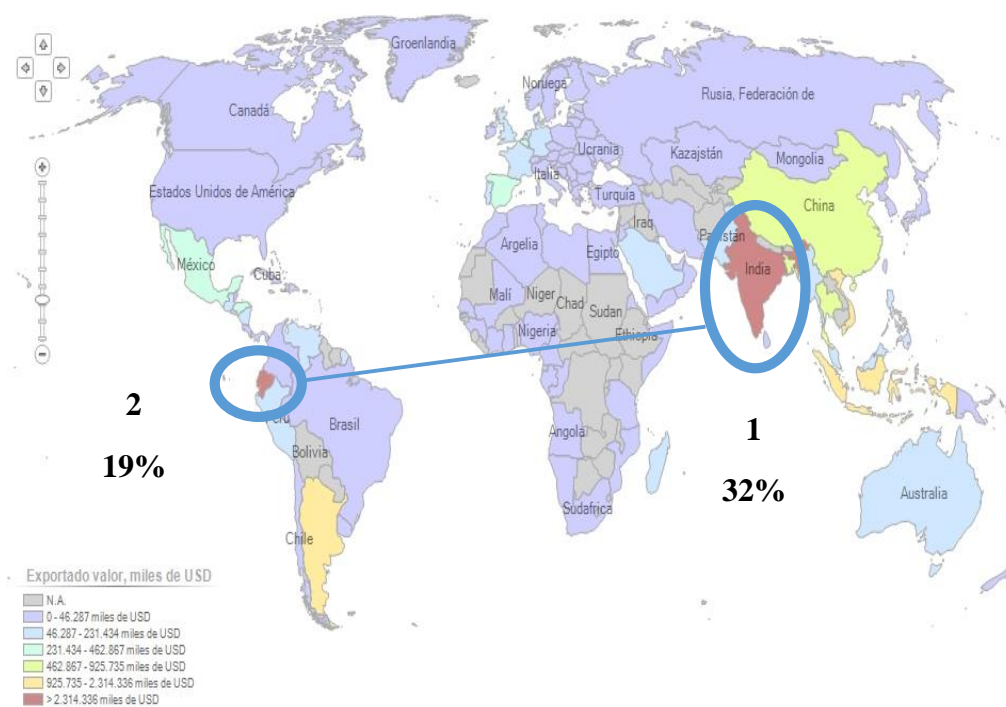 Groenlandia
Noruega
Rusia, Federación de
Canadá
Ucrania
Kazajstán
Mongolia
Italia
Estados Unidos de América
Turquía
China
Iraq
Pakistán
Argelia
Egipto
India
México
Cuba
Malí
Niger
Chad
Sudan
Nigeria
Ethiopia
2
19%
Perú
Brasil
Bolivia
Angola
1
32%
Australia
Sudafrica
Chile
Exportado valor, miles de USD
N.A.
0 - 46.287 miles de USD
46.287 - 231.434 miles de USD
231.434 - 462.867 miles de USD
462.867 - 925.735 miles de USD
925.735 - 2.314.336 miles de USD
> 2.314.336 miles de USD